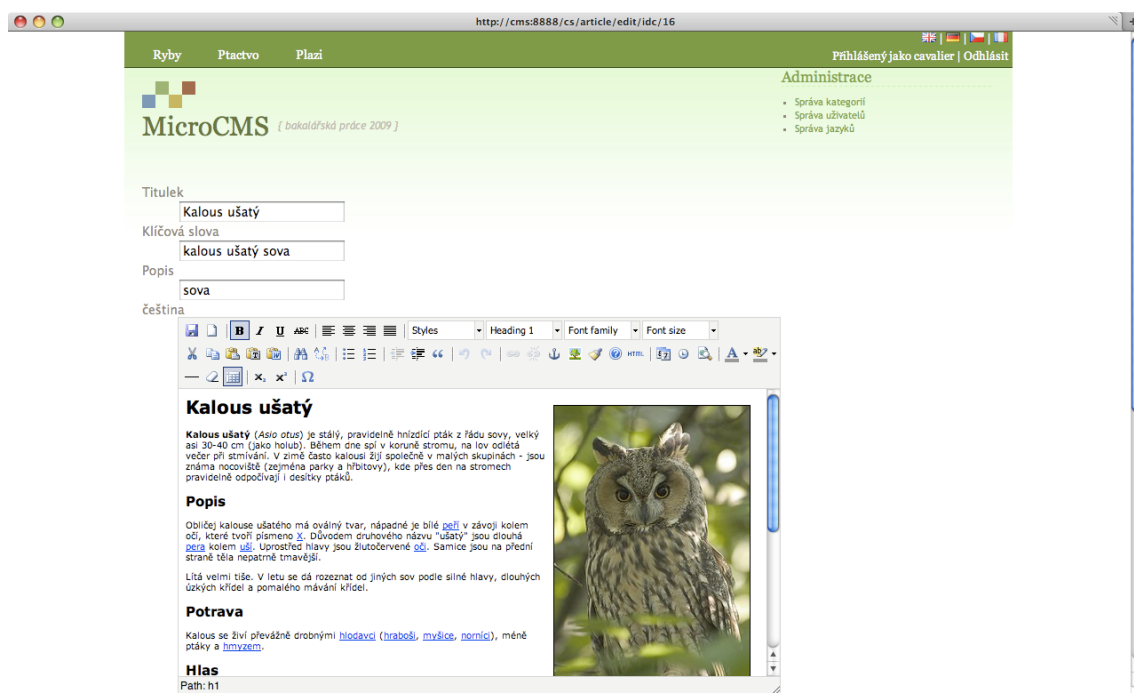 http://cms:8888/cs/article/edit/idc/16
Ryby Ptactvo Plazi
Přihlášený jako cavalier | Odhlásit
Administrace
Správa kategorií
Správa uživatelů
Správa jazyků
MicroCMS [ bakalářská práce 2009 ]
Titulek
Kalous ušatý
Klíčová slova
kalous ušatý sova
Popis
sova
čeština
B I U ABC Styles Heading 1 Font family Font size
HTML A ab
x₂ x² Ω
Kalous ušatý
Kalous ušatý (Asio otus) je stálý, pravidelně hnízdící pták z řádu sovy, velký
asi 30-40 cm (jako holub). Během dne spí v koruně stromu, na lov odlétá
večer při stmívání. V zimě často kalousi žijí společně v malých skupinách - jsou
známa nocoviště (zejména parky a hřbitovy), kde přes den na stromech
pravidelně odpočívají i desítky ptáků.
Popis
Obličej kalouse ušatého má oválný tvar, nápadné je bílé peří v závoji kolem
očí, které tvoří písmeno X. Důvodem druhového názvu "ušatý" jsou dlouhá
pera kolem uší. Uprostřed hlavy jsou žlutočervené oči. Samice jsou na přední
straně těla nepatrně tmavější.
Lítá velmi tiše. V letu se dá rozeznat od jiných sov podle silné hlavy, dlouhých
úzkých křídel a pomalého mávání křídel.
Potrava
Kalous se živí převážně drobnými hlodavci (hraboši, myšice, norníci), méně
ptáky a hmyzem.
Hlas
Path: h1